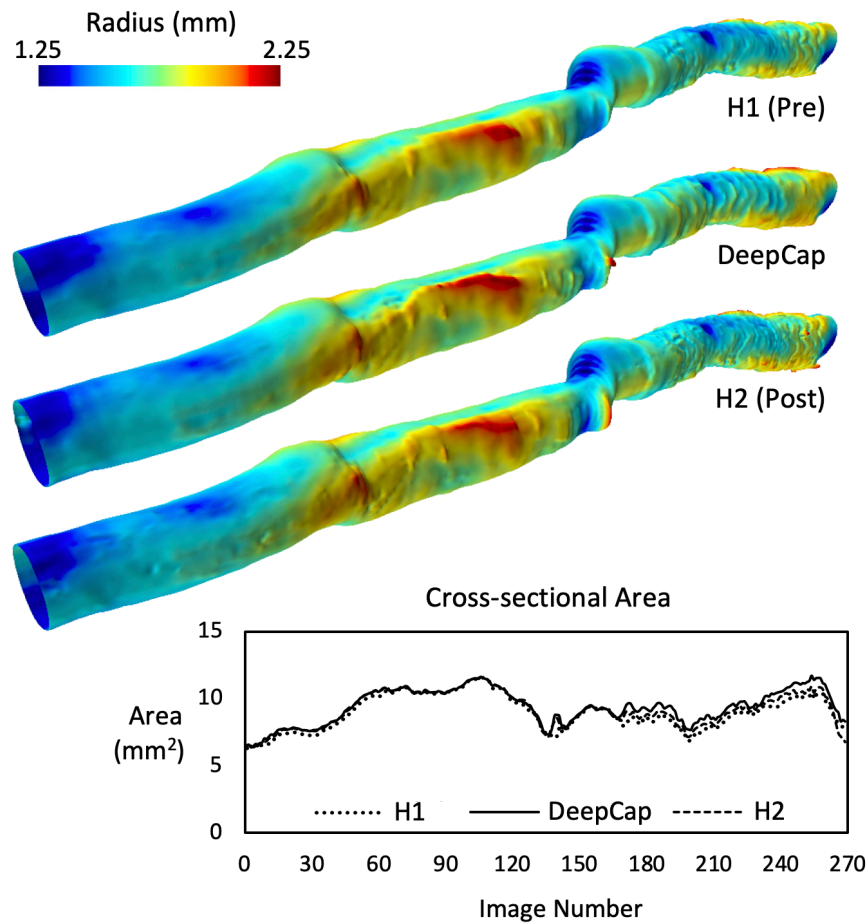 Radius (mm)
1.25 2.25
H1 (Pre)
DeepCap
H2 (Post)
Cross-sectional Area
15
10
5
0
Area
(mm²)
H1 DeepCap H2
0 30 60 90 120 150 180 210 240 270
Image Number